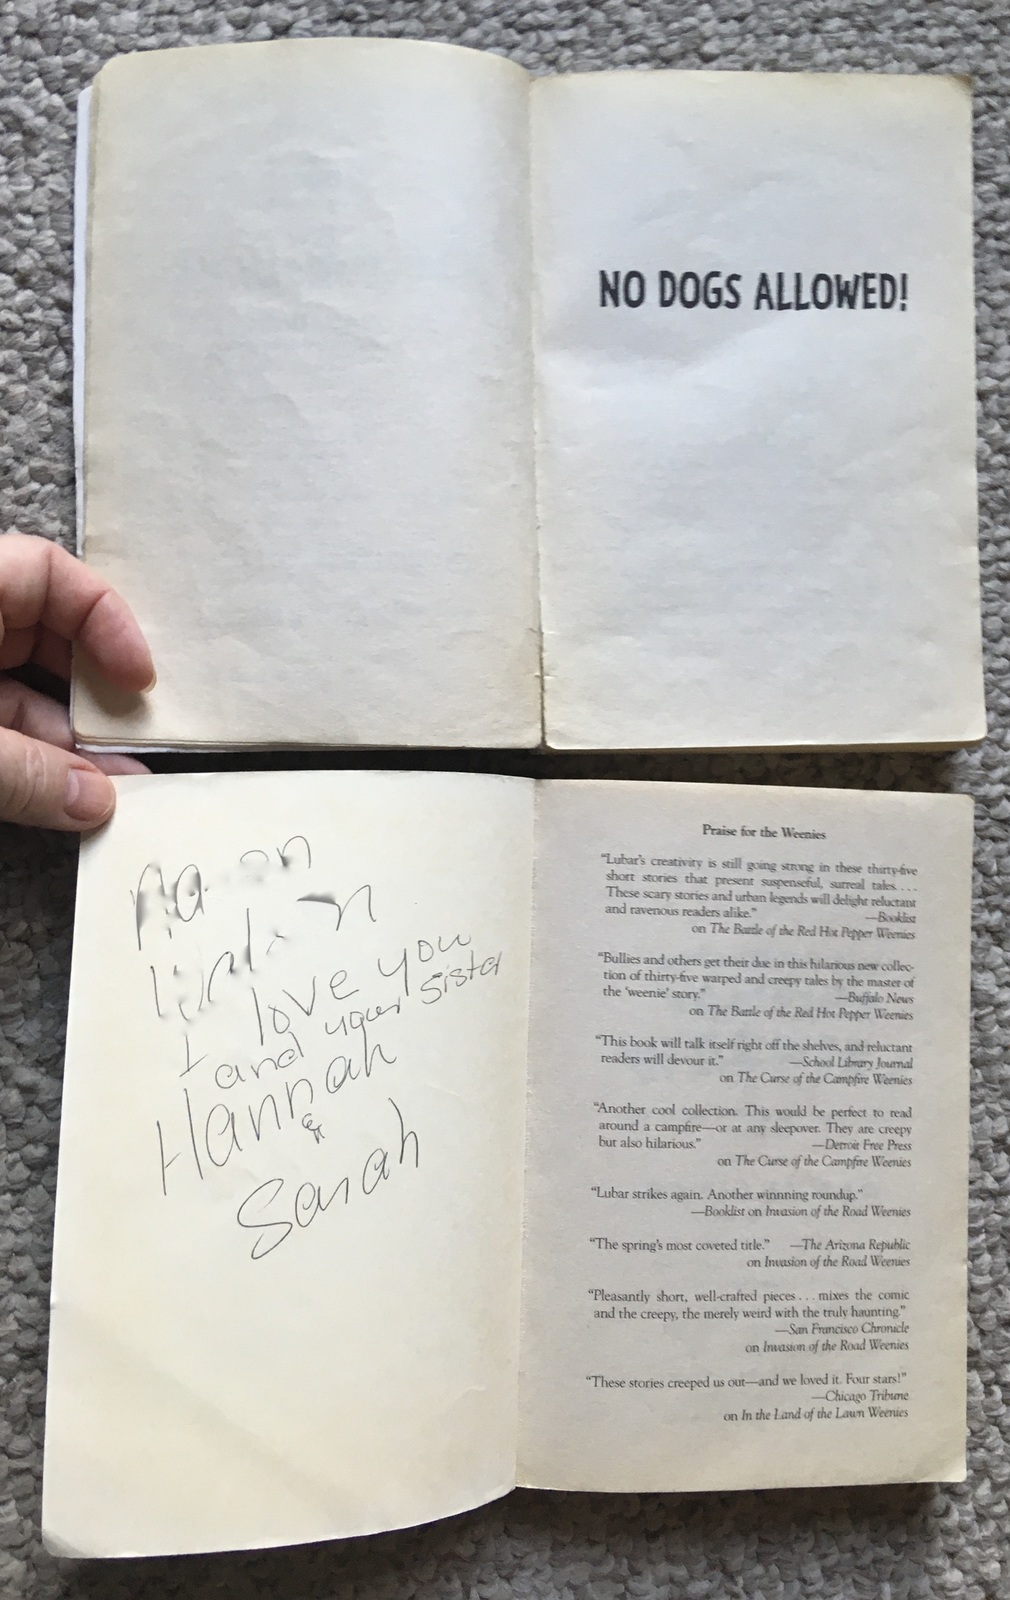 NO DOGS ALLOWED!
I love you
and your sister
Hannah
&
Sarah
Praise for the Weenies
“Lubar’s creativity is still going strong in these thirty-five
short stories that present suspenseful, surreal tales. . . .
These scary stories and urban legends will delight reluctant
and ravenous readers alike.” —Booklist
on The Battle of the Red Hot Pepper Weenies
“Bullies and others get their due in this hilarious new collec-
tion of thirty-five warped and creepy tales by the master of
the ‘weenie’ story.” —Buffalo News
on The Battle of the Red Hot Pepper Weenies
“This book will talk itself right off the shelves, and reluctant
readers will devour it.” —School Library Journal
on The Curse of the Campfire Weenies
“Another cool collection. This would be perfect to read
around a campfire—or at any sleepover. They are creepy
but also hilarious.” —Detroit Free Press
on The Curse of the Campfire Weenies
“Lubar strikes again. Another winnning roundup.”
—Booklist on Invasion of the Road Weenies
“The spring’s most coveted title.” —The Arizona Republic
on Invasion of the Road Weenies
“Pleasantly short, well-crafted pieces . . . mixes the comic
and the creepy, the merely weird with the truly haunting.”
—San Francisco Chronicle
on Invasion of the Road Weenies
“These stories creeped us out—and we loved it. Four stars!”
—Chicago Tribune
on In the Land of the Lawn Weenies